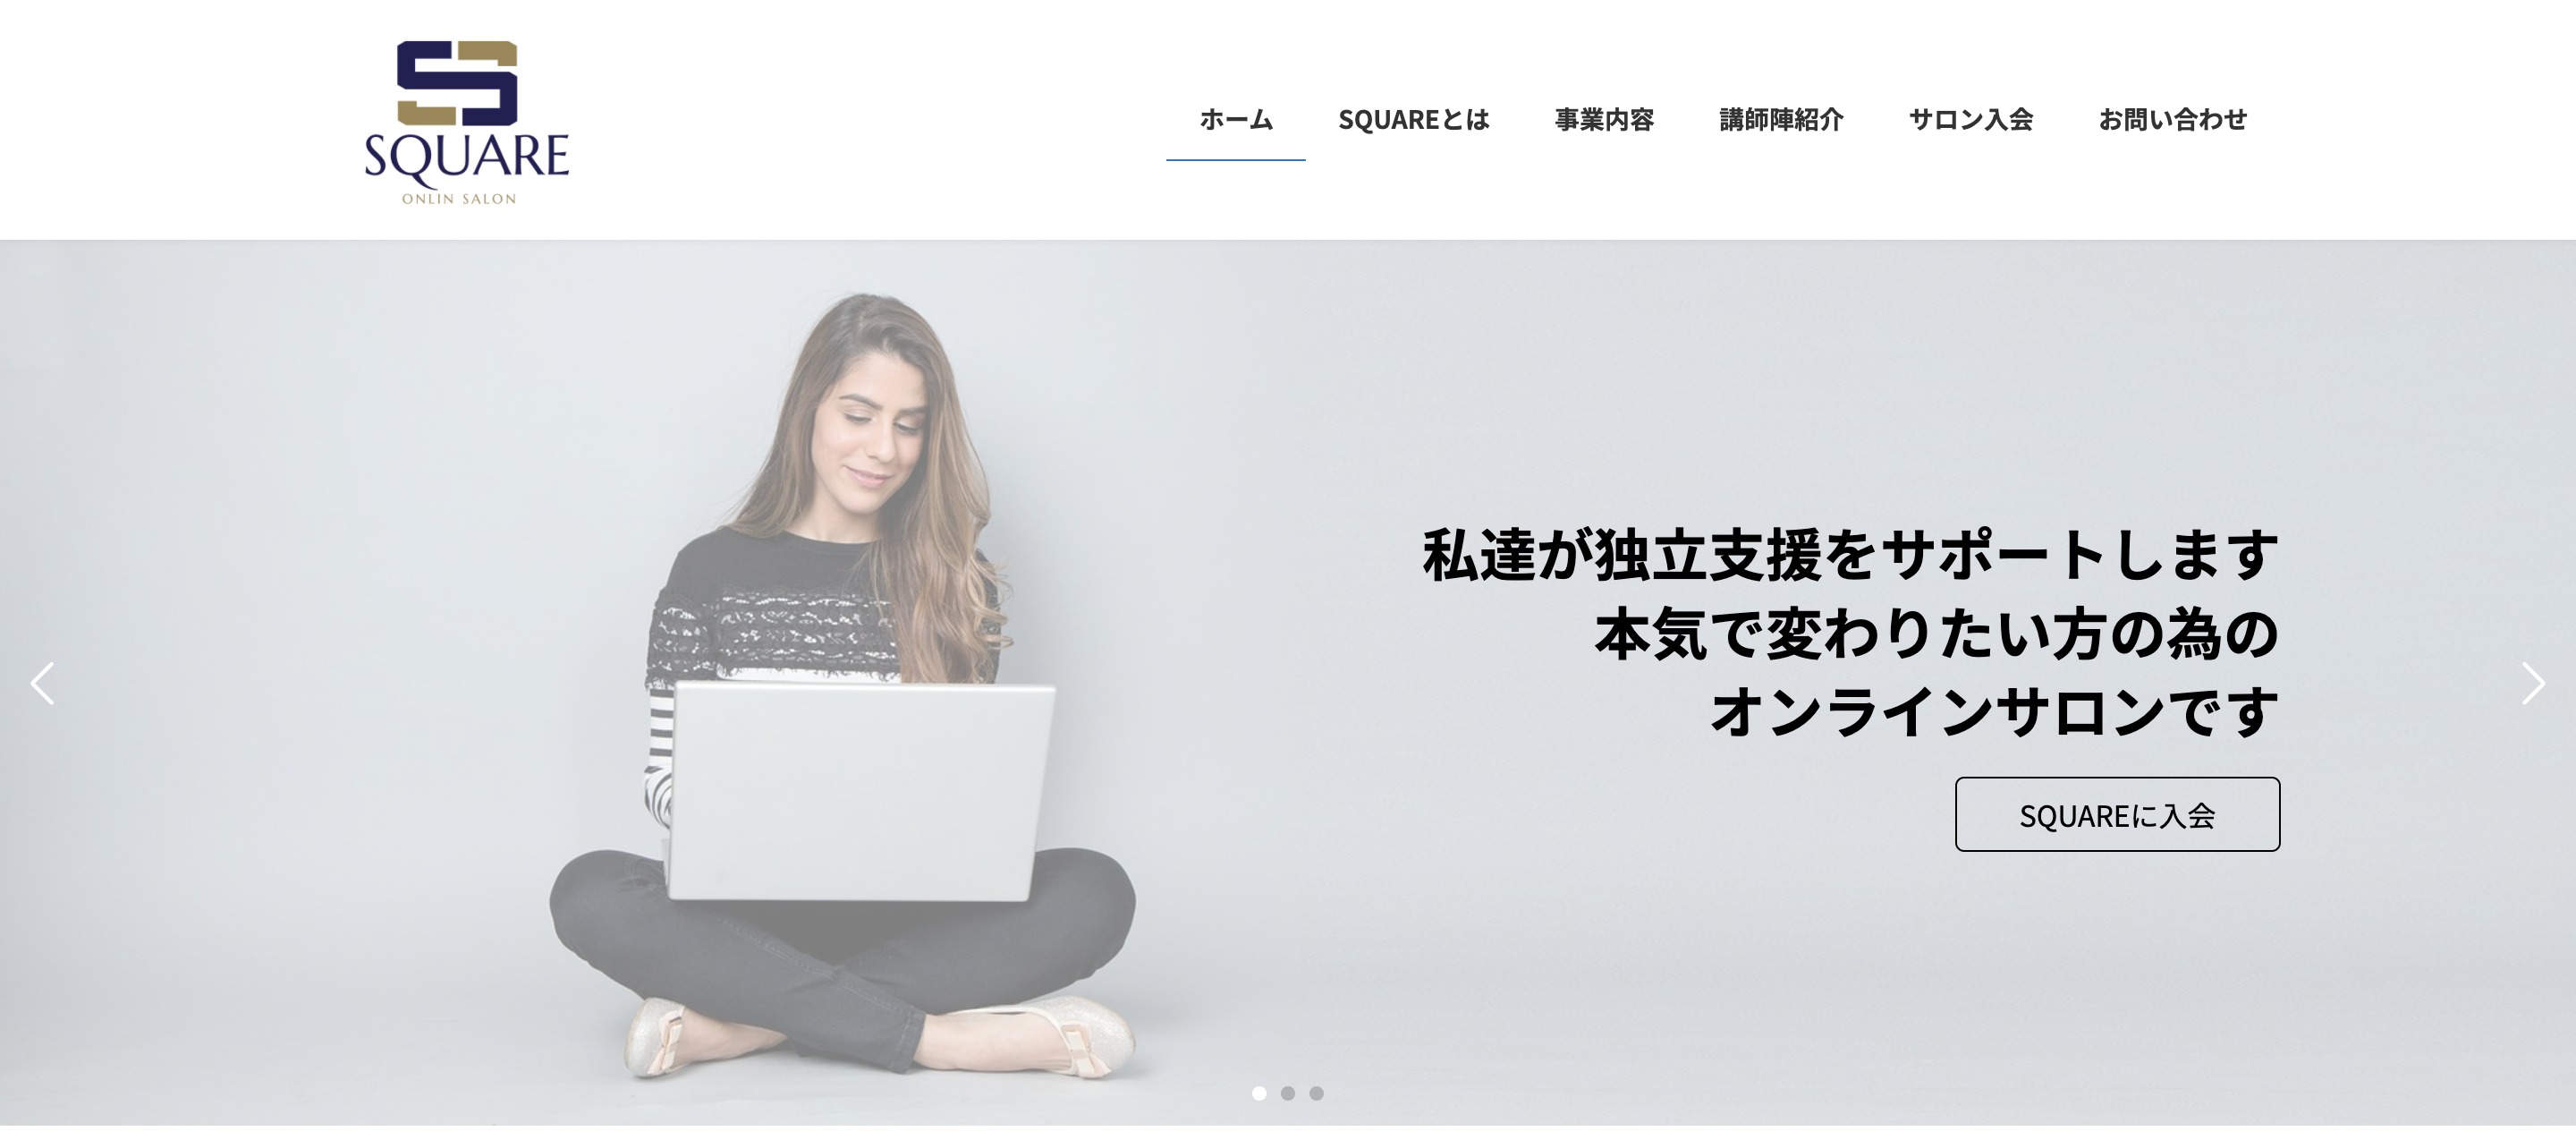 SQUARE
ONLIN SALON
ホーム
SQUAREとは
事業内容
講師陣紹介
サロン入会
お問い合わせ
私達が独立支援をサポートします
本気で変わりたい方の為の
オンラインサロンです
SQUAREに入会